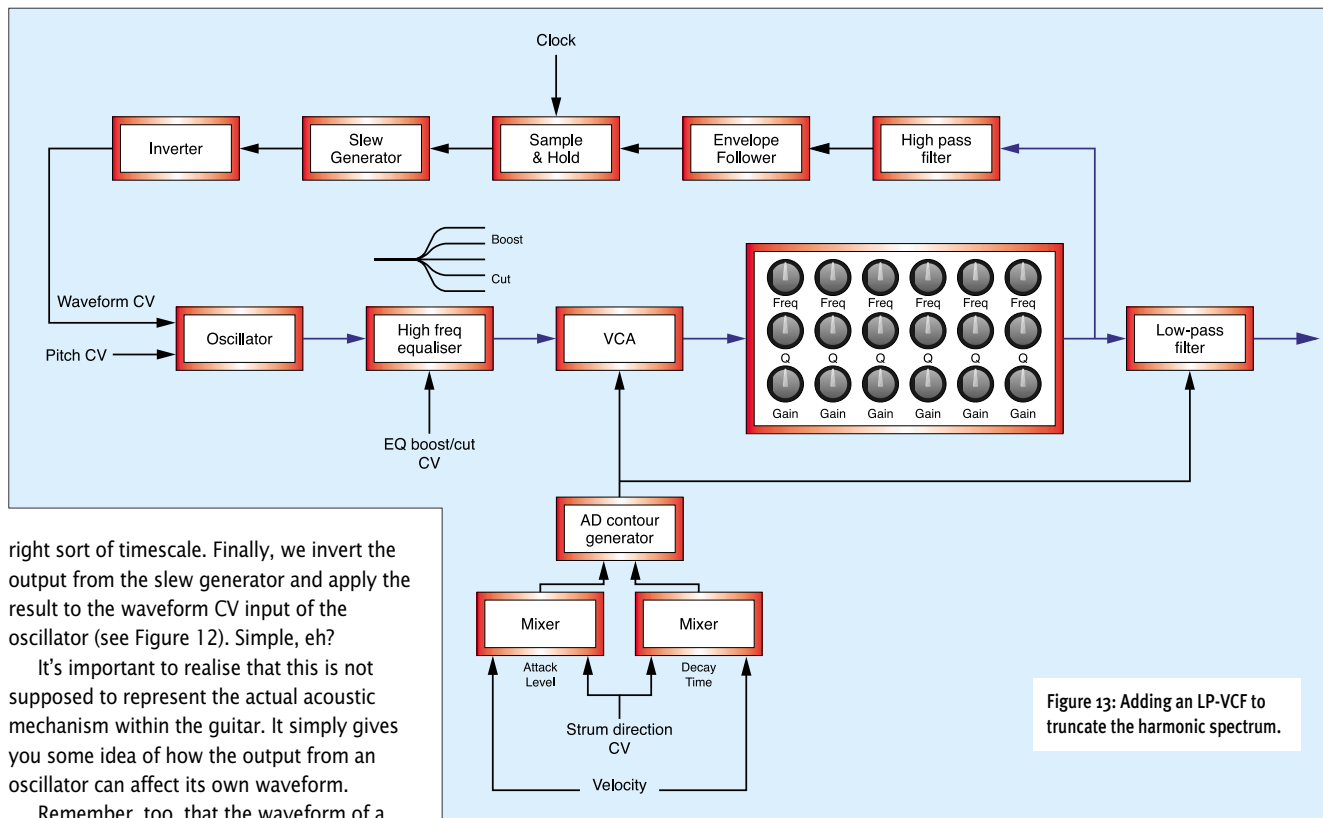 Clock
Inverter
Slew
Generator
Sample
& Hold
Envelope
Follower
High pass
filter
Boost
Cut
Waveform CV
Pitch CV
Oscillator
High freq
equaliser
VCA
Freq Freq Freq Freq Freq Freq
Q Q Q Q Q Q
Gain Gain Gain Gain Gain Gain
Low-pass
filter
EQ boost/cut
CV
AD contour
generator
Mixer
Mixer
Attack
Level
Decay
Time
Strum direction
CV
Velocity
Figure 13: Adding an LP-VCF to
truncate the harmonic spectrum.
right sort of timescale. Finally, we invert the
output from the slew generator and apply the
result to the waveform CV input of the
oscillator (see Figure 12). Simple, eh?
It's important to realise that this is not
supposed to represent the actual acoustic
mechanism within the guitar. It simply gives
you some idea of how the output from an
oscillator can affect its own waveform.
Remember, too, that the waveform of a